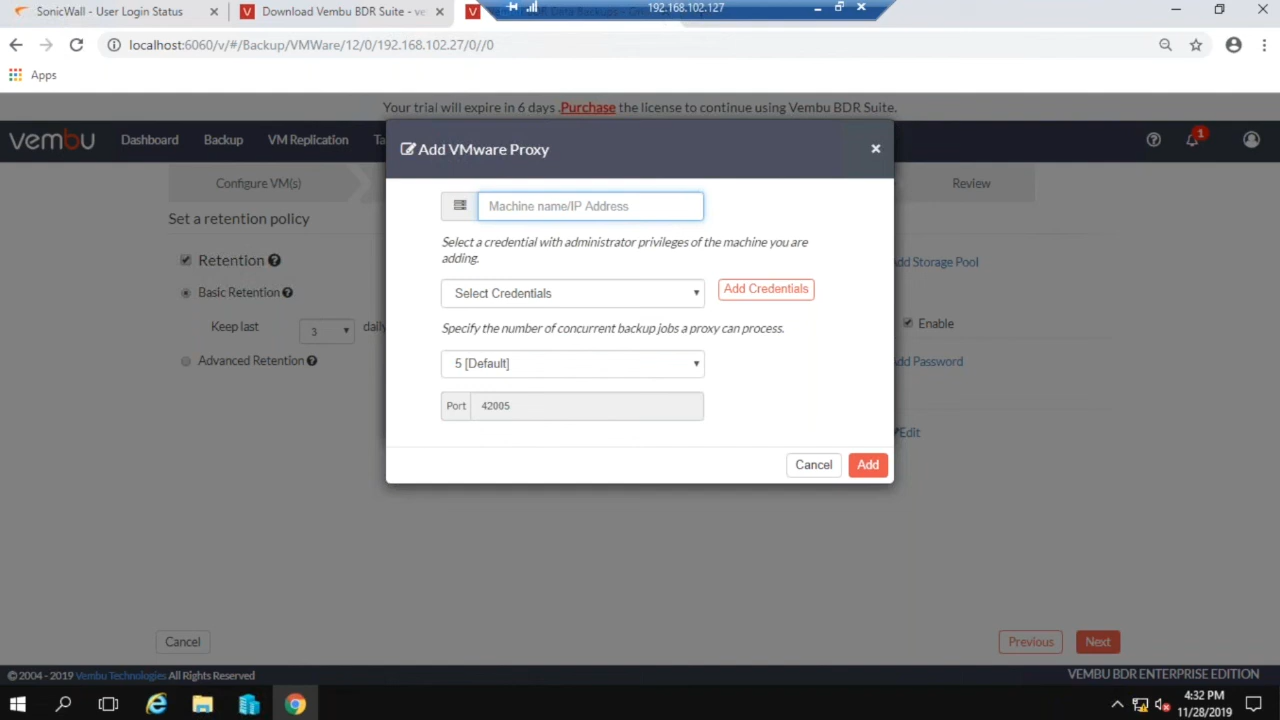 SonicWall - User Login Status
Download Vembu BDR Suite - ve
192.168.102.127
localhost:6060/v/#/Backup/VMWare/12/0/192.168.102.27/0//0
Apps
Your trial will expire in 6 days .Purchase the license to continue using Vembu BDR Suite.
vembu
Dashboard
Backup
VM Replication
Ta
1
Add VMware Proxy
Configure VM(s)
Review
Set a retention policy
Machine name/IP Address
Select a credential with administrator privileges of the machine you are
adding.
Retention
dd Storage Pool
Basic Retention
Select Credentials
Add Credentials
Keep last
3
daily
Enable
Specify the number of concurrent backup jobs a proxy can process.
Advanced Retention
5 [Default]
dd Password
Port
42005
Edit
Cancel
Add
Cancel
Previous
Next
© 2004 - 2019 Vembu Technologies All Rights Reserved
VEMBU BDR ENTERPRISE EDITION
4:32 PM
11/28/2019